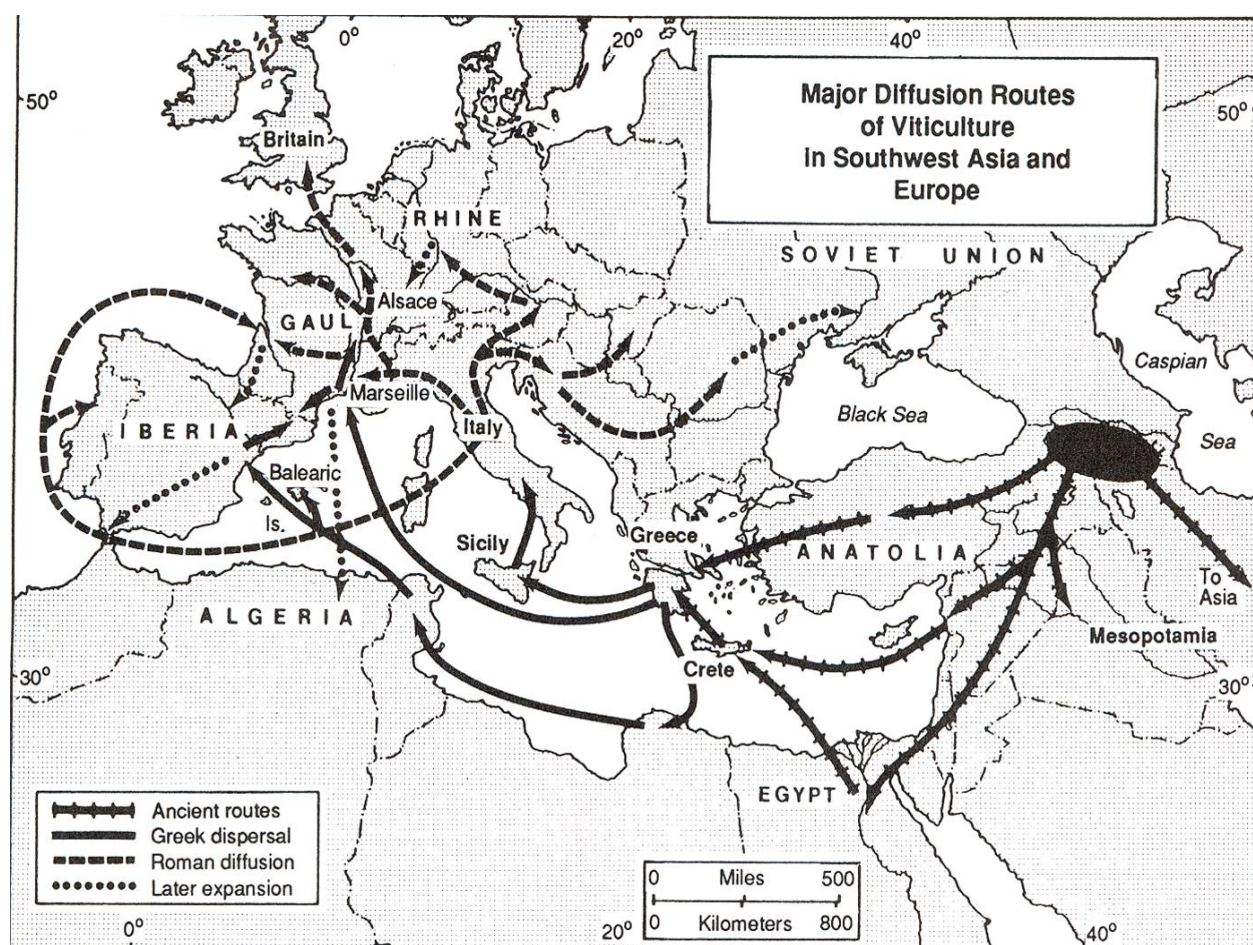 0°
20°
40°
50°
50°
Major Diffusion Routes
of Viticulture
in Southwest Asia and
Europe
Britain
RHINE
SOVIET UNION
Alsace
GAUL
Caspian
Sea
Marseille
Black Sea
IBERIA
Italy
Balearic
Is.
Sicily
Greece
ANATOLIA
To
Asia
ALGERIA
Mesopotamia
Crete
30°
30°
EGYPT
Ancient routes
Greek dispersal
Roman diffusion
Later expansion
0 Miles 500
0 Kilometers 800
0°
20°
40°